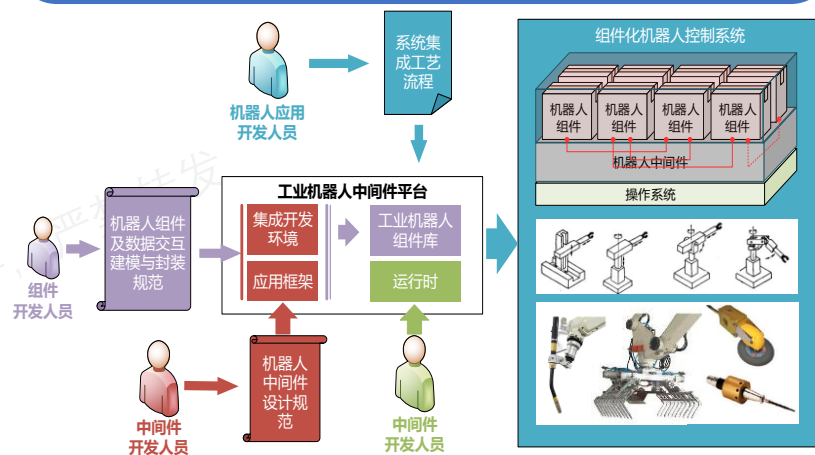 系统集
成工艺
流程
机器人应用
开发人员
组件化机器人控制系统
机器人
组件
机器人
组件
机器人
组件
机器人
组件
机器人中间件
操作系统
工业机器人中间件平台
集成开发
环境
应用框架
工业机器人
组件库
运行时
机器人组件
及数据交互
建模与封装
规范
组件
开发人员
机器人
中间件
设计规
范
中间件
开发人员
中间件
开发人员